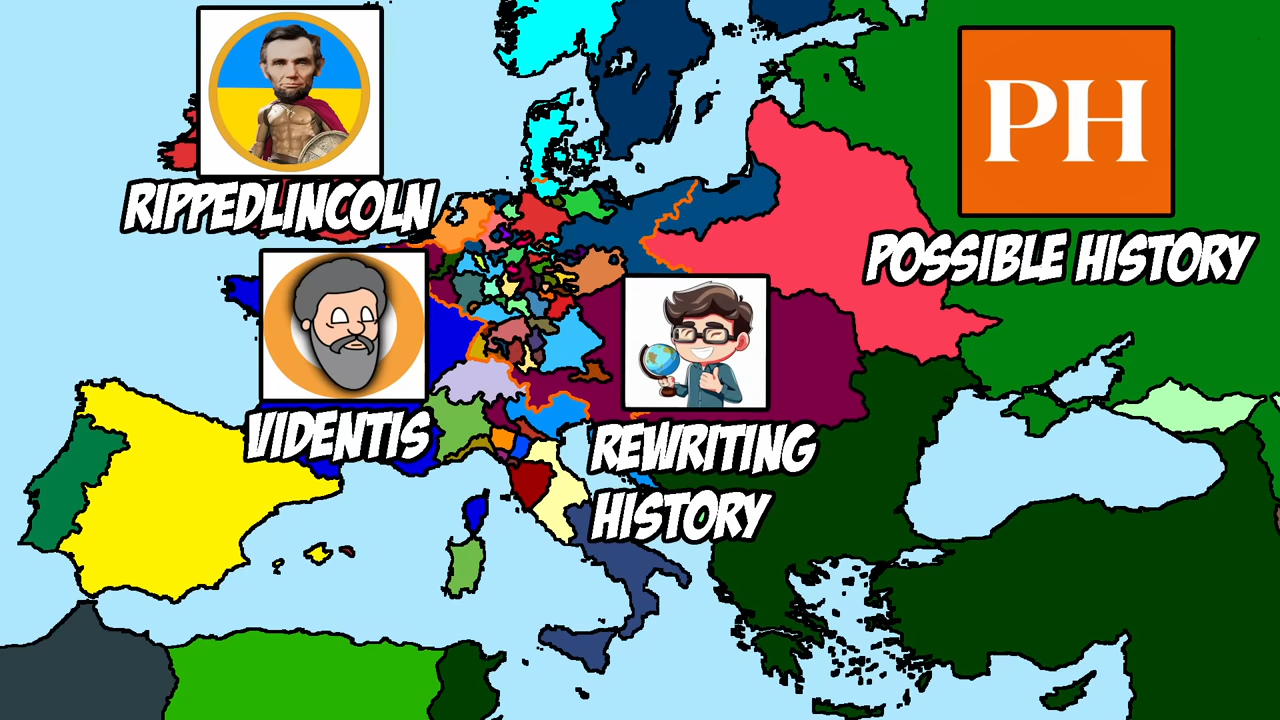 PH
RIPPEDLINCOLN
POSSIBLE HISTORY
VIDENTIS
REWRITING
HISTORY